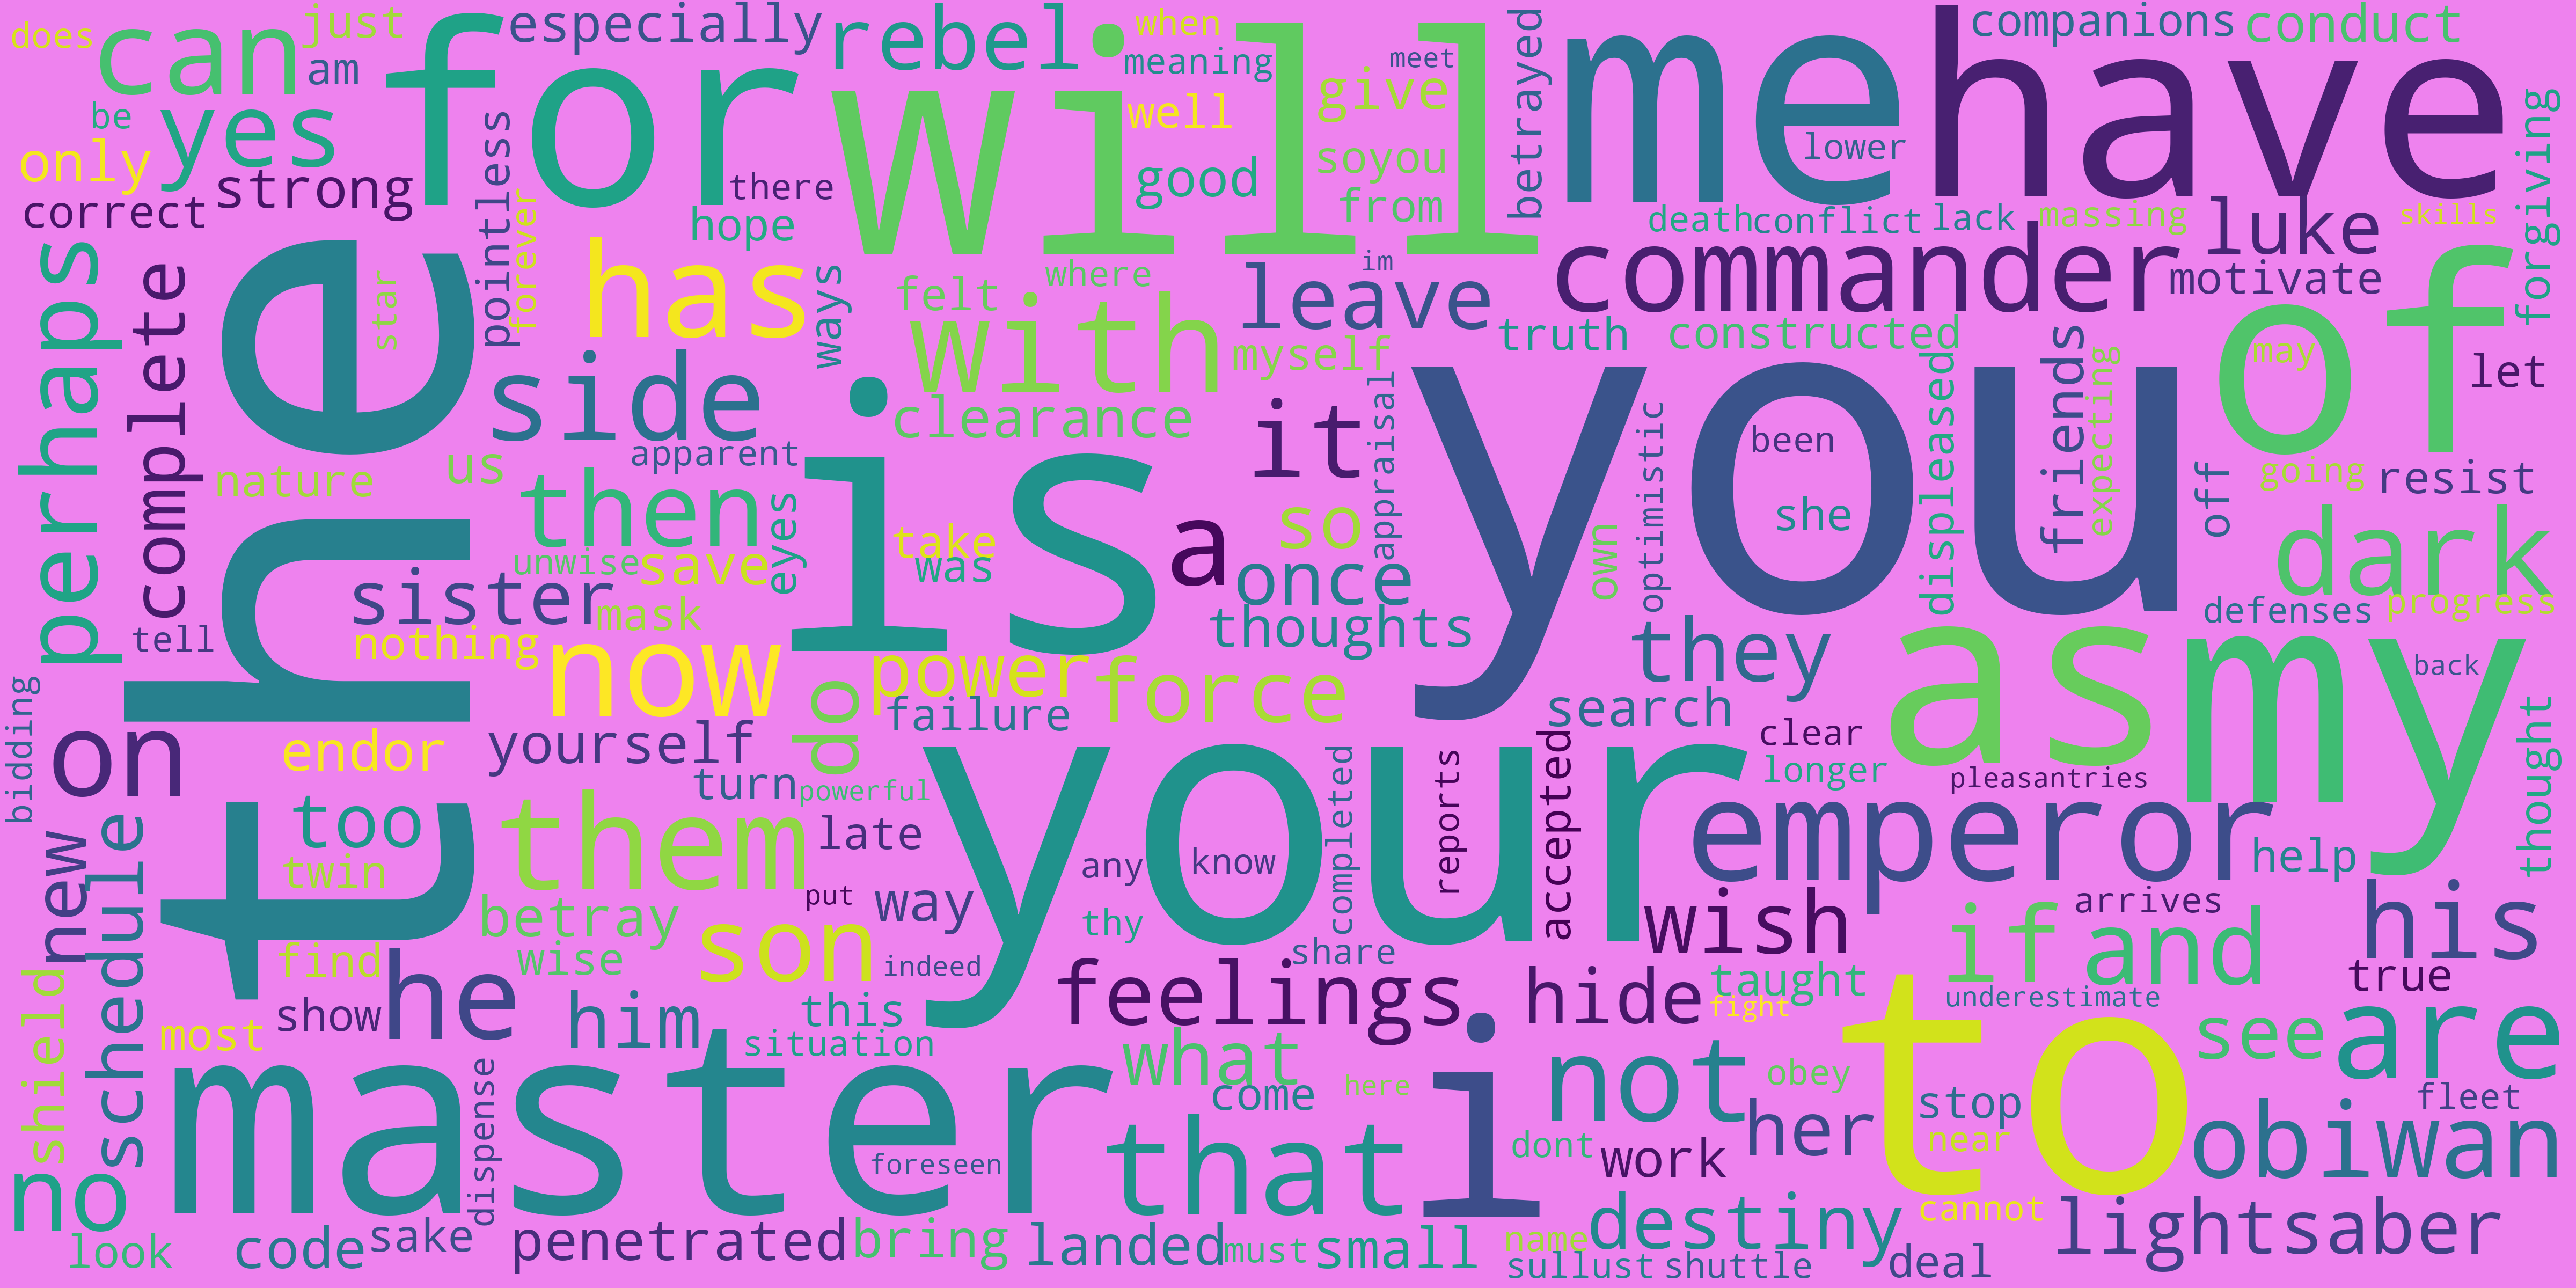 does
can
just
am
for
especially
rebel
will
when
meaning
meet
me
have
companions
conduct
be
yes
well
give
betrayed
lower
forgiving
only
strong
correct
there
hope
good
soyou
from
pointless
forever
death
conflict
lack
massing
luke
skills
perhaps
complete
the
star
has
ways
felt
where
im
with
leave
commander
motivate
of
side
clearance
myself
truth
constructed
friends
expecting
may
let
nature
us
apparent
is
it
appraisal
optimistic
you
been
displeased
going
resist
off
then
eyes
take
was
a
so
once
own
she
dark
unwise
save
sister
mask
thoughts
they
as
my
defenses
progress
tell
nothing
now
do
power
force
search
back
bidding
on
endor
yourself
failure
your
clear
thought
schedule
too
turn
powerful
completed
reports
accepted
longer
pleasantries
emperor
new
twin
them
late
any
know
help
put
way
thy
wish
arrives
his
betray
son
share
if
and
shield
find
he
wise
indeed
feelings
hide
taught
true
show
him
this
i
fight
underestimate
see
are
most
situation
what
not
obey
to
master
dispense
come
here
her
stop
fleet
no
foreseen
that
dont
work
near
obiwan
look
code
sake
penetrated
bring
landed
must
small
name
destiny
cannot
lightsaber
sullust
shuttle
deal